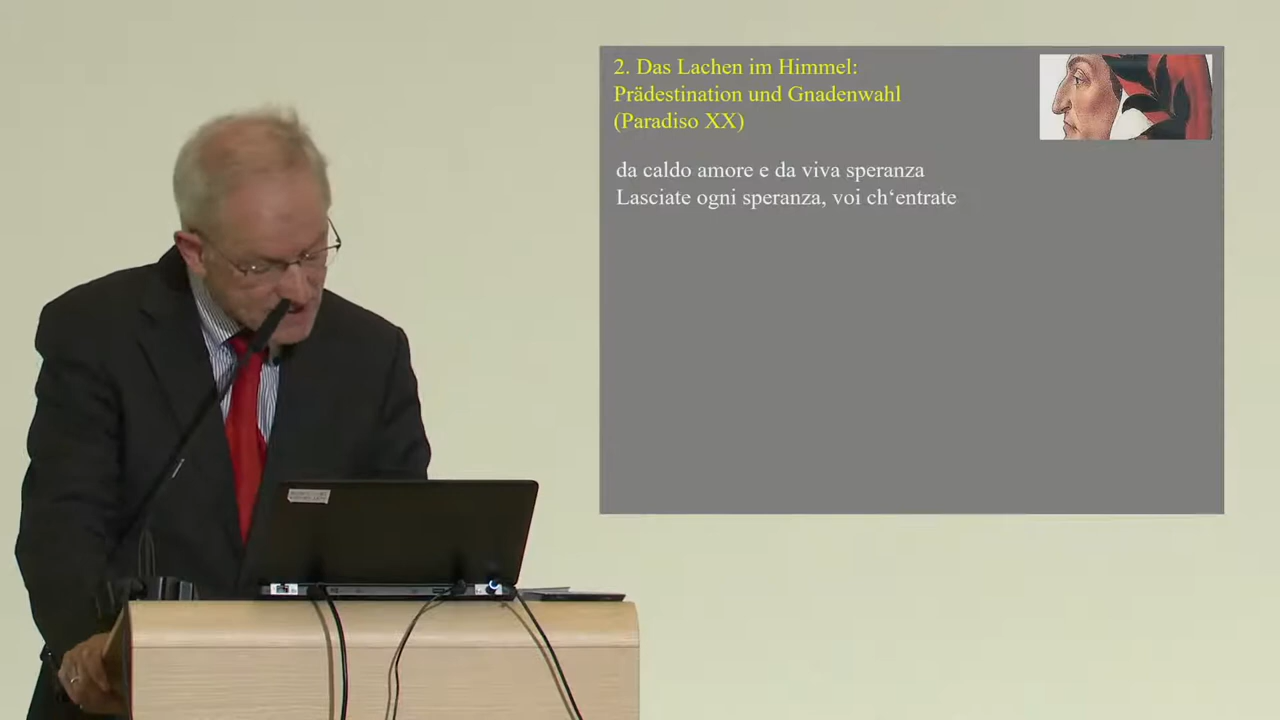 2. Das Lachen im Himmel:
Prädestination und Gnadenwahl
(Paradiso XX)
da caldo amore e da viva speranza
Lasciate ogni speranza, voi ch‘entrate